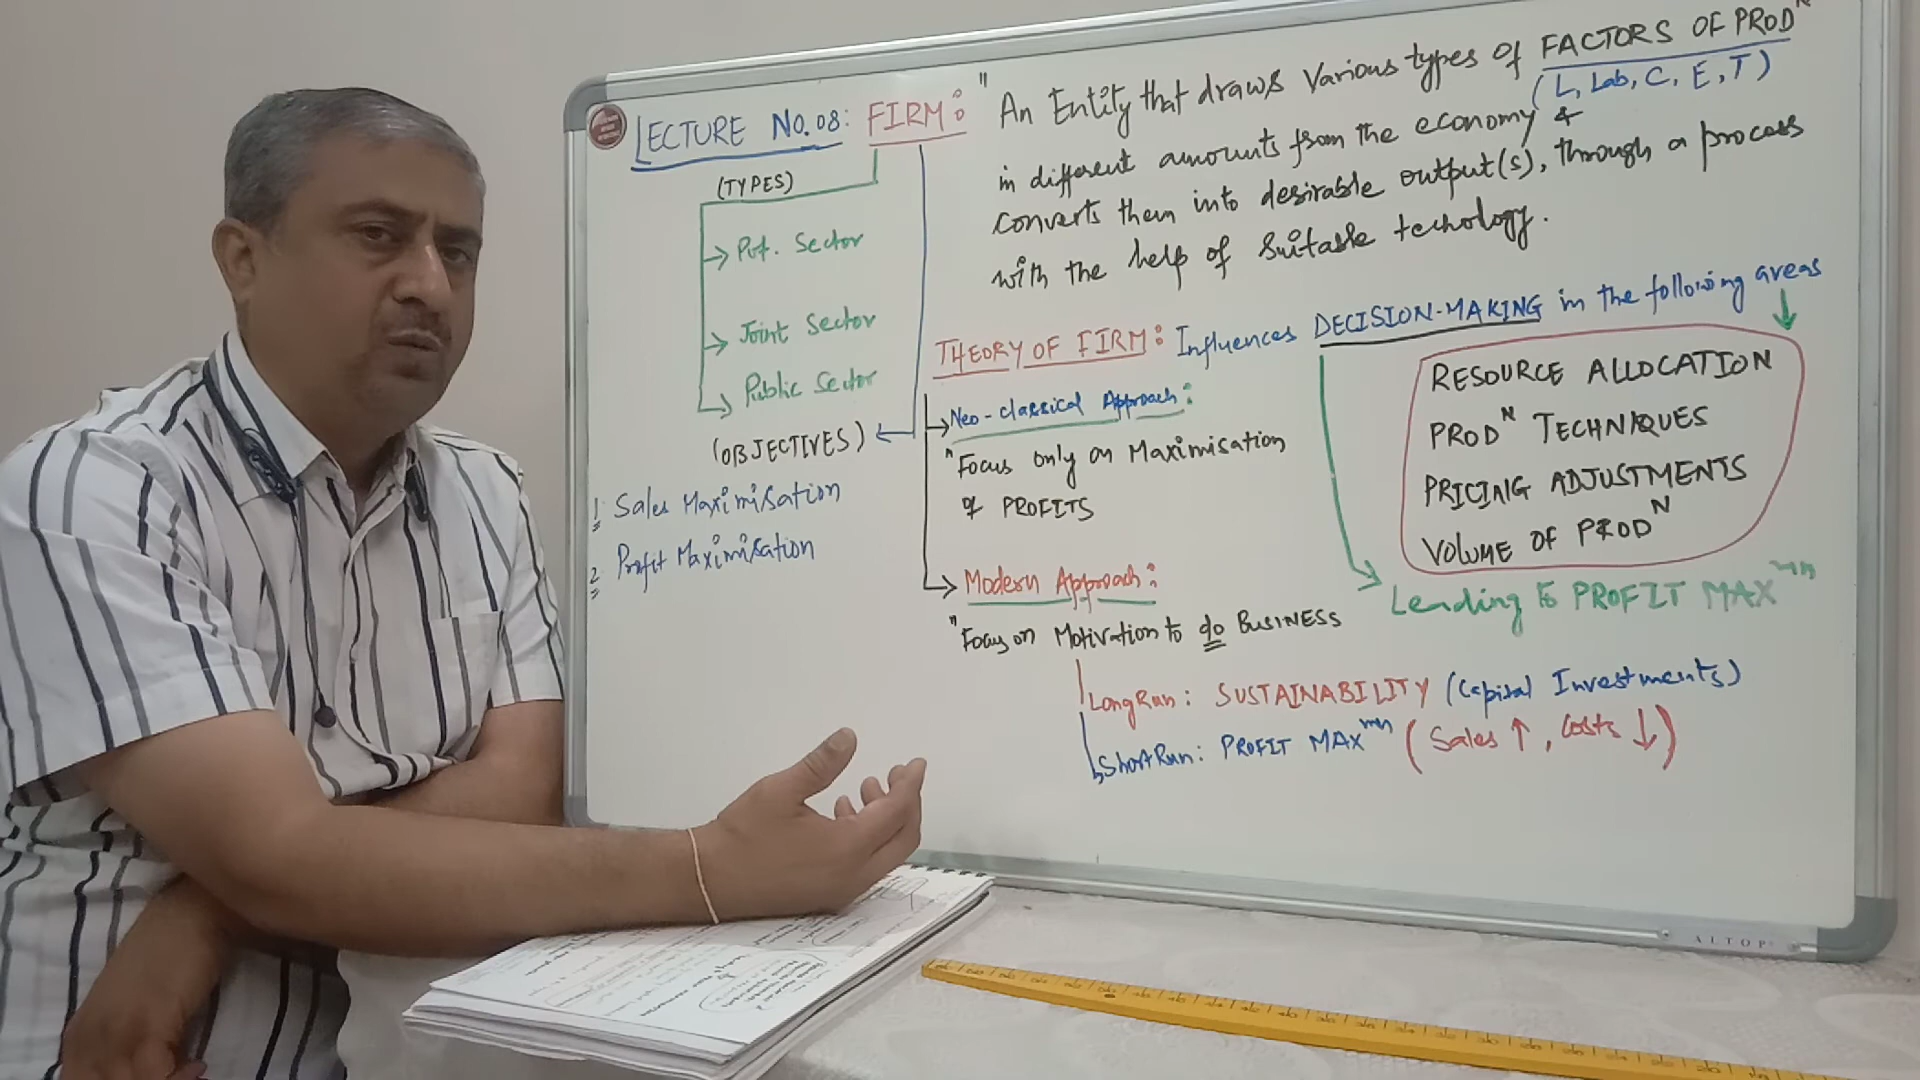 LECTURE NO.08: FIRM:
"An Entity that draws various types of FACTORS OF PRODᴺ
(L, Lab, C, E, T)
in different amounts from the economy &
converts them into desirable output(s), through a process
with the help of suitable techology.
(TYPES)
Pvt. Sector
Joint Sector
Public Sector
(OBJECTIVES)
1 Sales Maximisation
2 Profit Maximisation
THEORY OF FIRM: Influences DECISION-MAKING in the following areas
RESOURCE ALLOCATION
PRODᴺ TECHNIQUES
PRICING ADJUSTMENTS
VOLUME OF PRODᴺ
Leading to PROFIT MAXᵐⁿ
Neo-classical Approach:
"Focus only on Maximisation
of PROFITS
Modern Approach:
"Focus on Motivation to do BUSINESS
LongRun: SUSTAINABILITY (Capital Investments)
ShortRun: PROFIT MAXᵐⁿ (Sales ↑, Costs ↓)
ALTOP